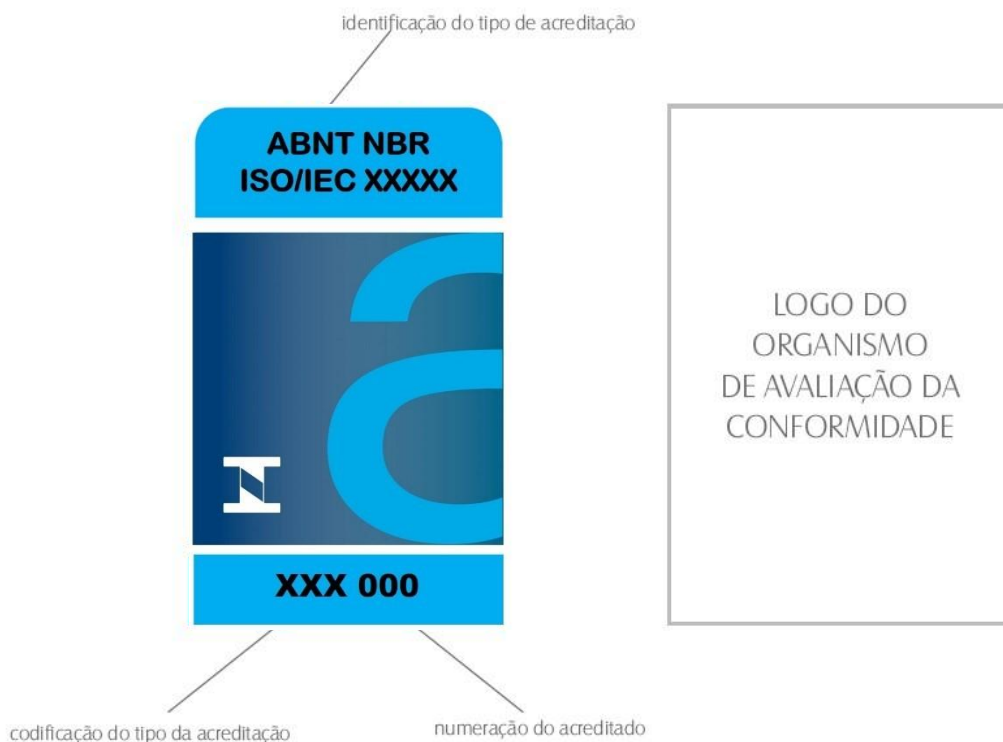 identificação do tipo de acreditação
ABNT NBR
ISO/IEC XXXXX
LOGO DO
ORGANISMO
DE AVALIAÇÃO DA
CONFORMIDADE
XXX 000
codificação do tipo da acreditação
numeração do acreditado